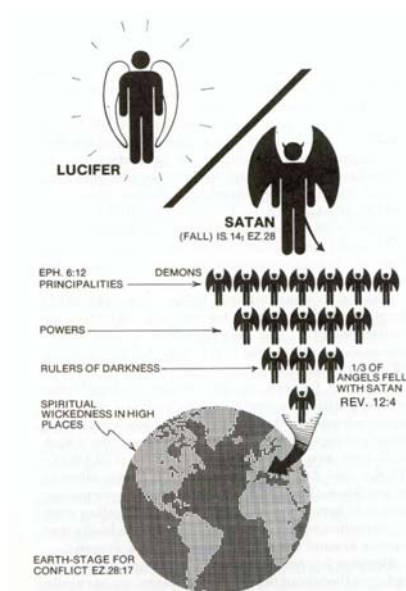 LUCIFER
SATAN
(FALL) IS. 14; EZ. 28
EPH. 6:12
PRINCIPALITIES
DEMONS
POWERS
RULERS OF DARKNESS
1/3 OF
ANGELS FELL
WITH SATAN
REV. 12:4
SPIRITUAL
WICKEDNESS IN HIGH
PLACES
EARTH-STAGE FOR
CONFLICT EZ. 28:17